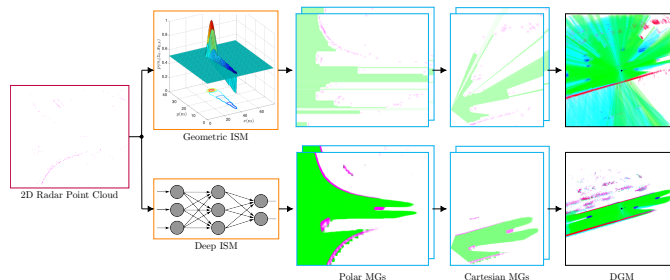 Geometric ISM
2D Radar Point Cloud
Deep ISM
Polar MGs
Cartesian MGs
DGM